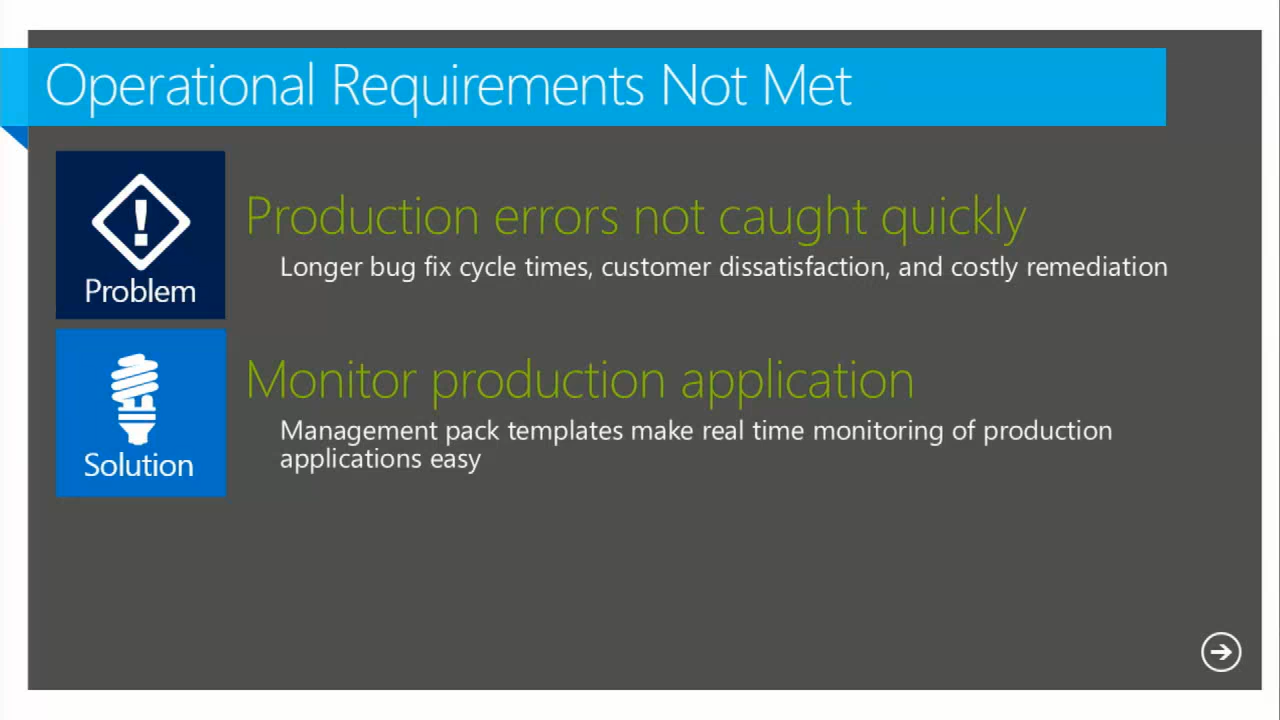 Operational Requirements Not Met
Problem
Production errors not caught quickly
Longer bug fix cycle times, customer dissatisfaction, and costly remediation
Solution
Monitor production application
Management pack templates make real time monitoring of production
applications easy